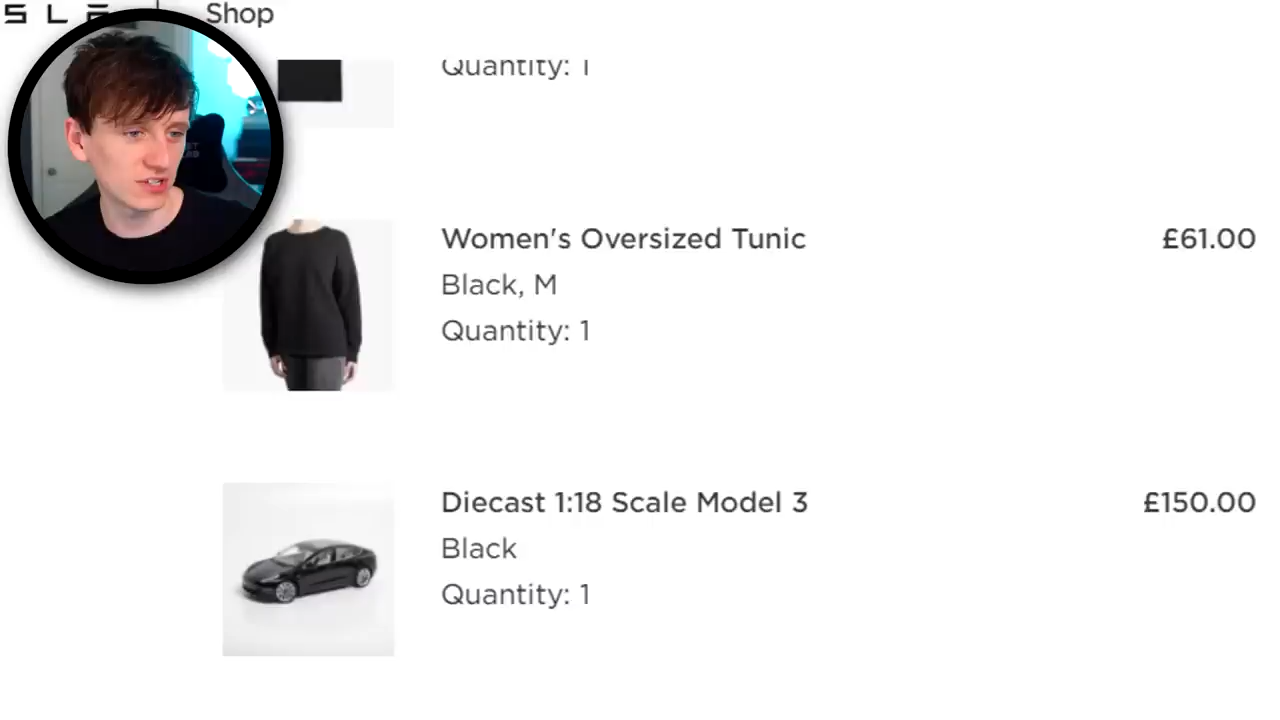 S L
Shop
Quantity: 1
Women's Oversized Tunic
£61.00
Black, M
Quantity: 1
Diecast 1:18 Scale Model 3
£150.00
Black
Quantity: 1